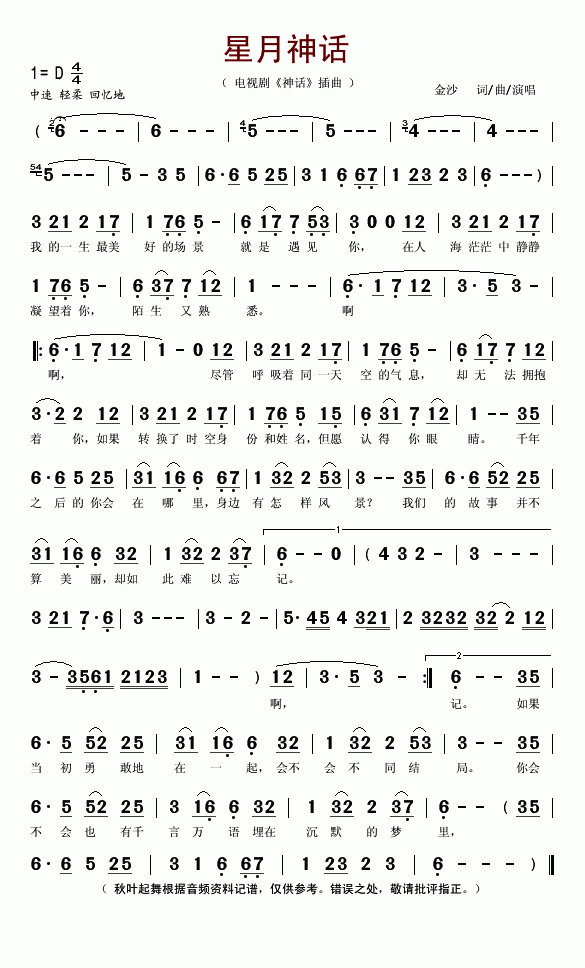 星月神话
1= D 4/4
（ 电视剧《神话》插曲 ）
中速 轻柔 回忆地
金沙 词/曲/演唱
( 6 - - - | 6 - - - | 4 5 - - - | 5 - - - | 3 4 - - - | 4 - - - |
54 5 - - - | 5 - 3 5 | 6·6 5 25 | 3 1 6 67 | 1 23 2 3 | 6 - - - ) |
3 21 2 17 | 1 76 5 - | 6 17 7 53 | 3 0 0 12 | 3 21 2 17 |
我 的一 生 最美 好 的场 景 就 是 遇 见 你， 在人 海 茫茫 中 静静
1 76 5 - | 6 37 7 12 | 1 - - - | 6·1 7 12 | 3·5 3 - |
凝 望着 你， 陌 生 又 熟 悉。 啊
6·1 7 12 | 1 - 0 12 | 3 21 2 17 | 1 76 5 - | 6 17 7 12 |
啊， 尽管 呼 吸着 同 一天 空 的气 息， 却 无 法 拥抱
3·2 2 12 | 3 21 2 17 | 1 76 5 15 | 6 31 7 12 | 1 - - 35 |
着 你，如果 转 换了 时 空身 份 和姓 名，但愿 认 得 你 眼 睛。 千年
6·6 5 25 | 31 16 6 67 | 1 32 2 53 | 3 - - 35 | 6·6 52 25 |
之 后 的 你会 在 哪 里，身边 有 怎 样 风 景？ 我们 的 故 事 并不
31 16 6 32 | 1 32 2 37 | 1 6 - - 0 | ( 4 3 2 - | 3 - - - |
算 美 丽，却如 此 难 以 忘 记。
3 21 7·6 | 3 - - - | 3 - 2 - | 5·45 4 321 | 2 3232 32 2 12 |
3 - 3561 2123 | 1 - - ) 12 | 3·5 3 - :| 2 6 - - 35 |
啊， 记。 如果
6·5 52 25 | 31 16 6 32 | 1 32 2 53 | 3 - - 35 |
当 初 勇 敢地 在 一 起，会不 会 不 同 结 局。 你会
6·5 52 25 | 3 16 6 32 | 2 32 2 37 | 6 - - ( 35 |
不 会 也 有千 言 万 语 埋在 沉 默 的 梦 里，
6·6 5 25 | 3 1 6 67 | 1 23 2 3 | 6 - - - ) ||
（ 秋叶起舞根据音频资料记谱，仅供参考。错误之处，敬请批评指正。）